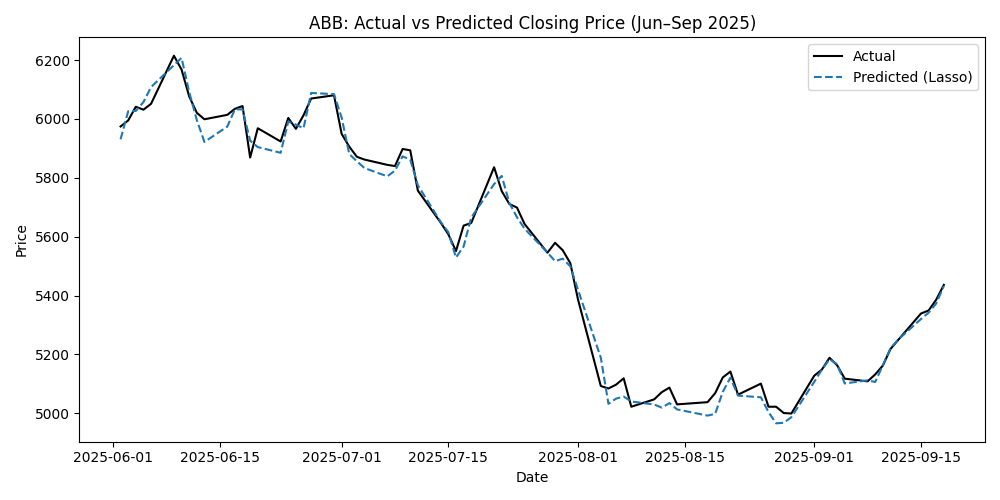 ABB: Actual vs Predicted Closing Price (Jun–Sep 2025)
Actual
Predicted (Lasso)
Price
6200
6000
5800
5600
5400
5200
5000
2025-06-01 2025-06-15 2025-07-01 2025-07-15 2025-08-01 2025-08-15 2025-09-01 2025-09-15
Date